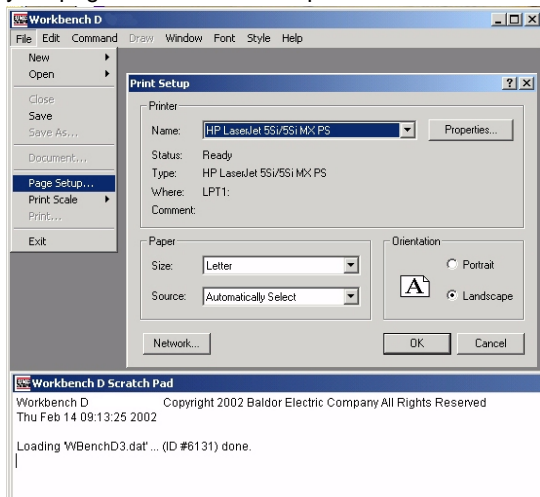 Workbench D
File Edit Command Draw Window Font Style Help
New
Open
Close
Save
Save As...
Document...
Page Setup...
Print Scale
Print...
Exit
Print Setup
Printer
Name: HP LaserJet 5Si/5Si MX PS Properties...
Status: Ready
Type: HP LaserJet 5Si/5Si MX PS
Where: LPT1:
Comment:
Paper
Size: Letter
Source: Automatically Select
Orientation
A
Portrait
Landscape
Network... OK Cancel
Workbench D Scratch Pad
Workbench D Copyright 2002 Baldor Electric Company All Rights Reserved
Thu Feb 14 09:13:25 2002
Loading 'WBenchD3.dat' ... (ID #6131) done.